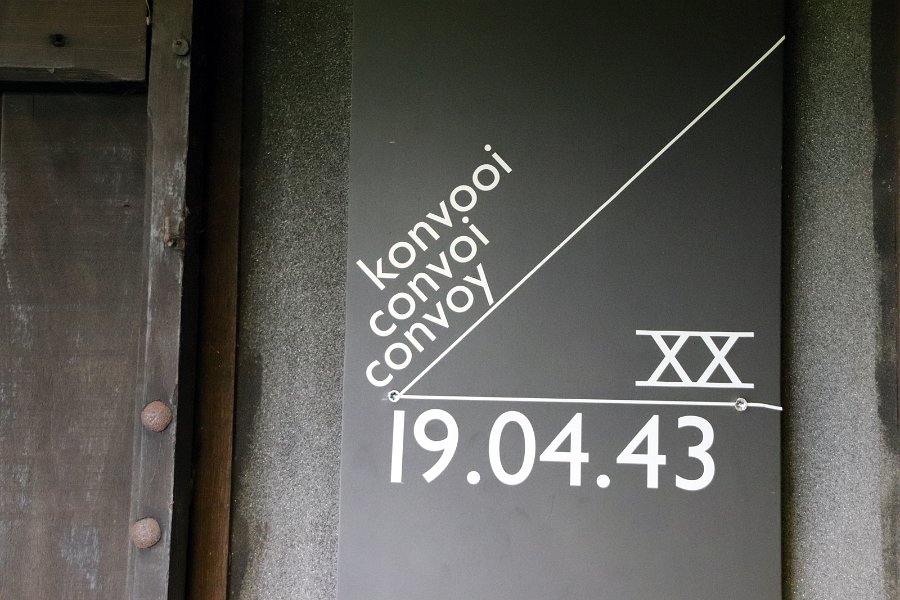 konvooi
convoi
convoy
XX
19.04.43